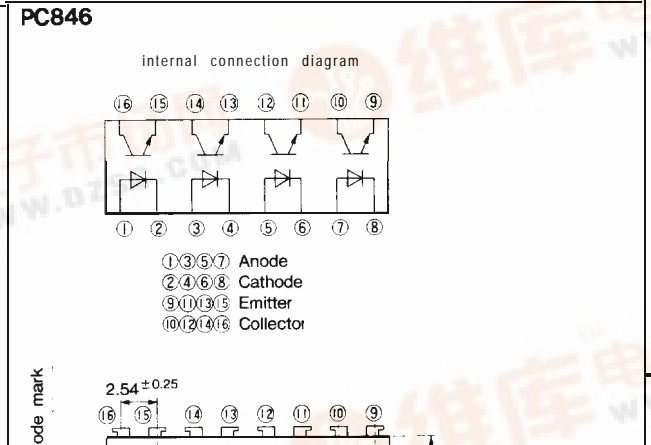 PC846
internal connection diagram
⑯ ⑮ ⑭ ⑬ ⑫ ⑪ ⑩ ⑨
① ② ③ ④ ⑤ ⑥ ⑦ ⑧
①③⑤⑦ Anode
②④⑥⑧ Cathode
⑨⑪⑬⑮ Emitter
⑩⑫⑭⑯ Collector
ode mark
2.54 ±0.25
⑯ ⑮ ⑭ ⑬ ⑫ ⑪ ⑩ ⑨